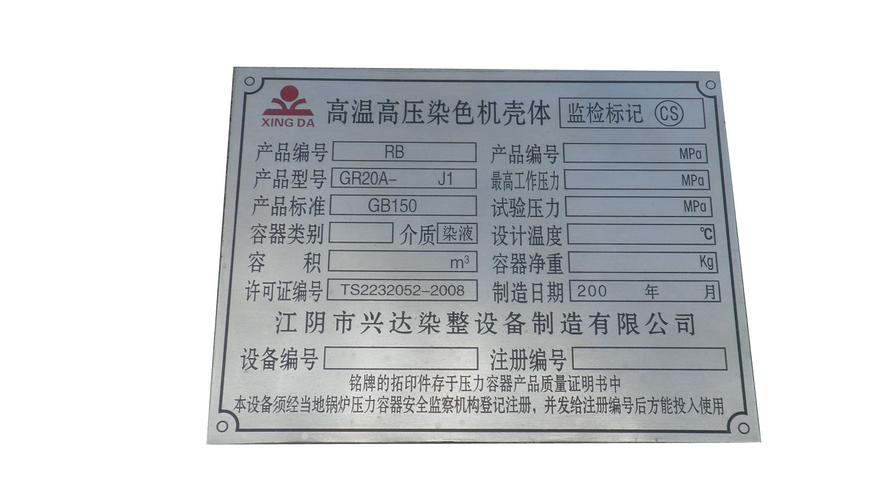 XING DA 高温高压染色机壳体 监检标记 CS
产品编号 RB 产品编号 MPa
产品型号 GR20A- J1 最高工作压力 MPa
产品标准 GB150 试验压力 MPa
容器类别 介质 染液 设计温度 ℃
容积 m³ 容器净重 Kg
许可证编号 TS2232052-2008 制造日期 200 年 月
江阴市兴达染整设备制造有限公司
设备编号 注册编号
铭牌的拓印件存于压力容器产品质量证明书中
本设备须经当地锅炉压力容器安全监察机构登记注册，并发给注册编号后方能投入使用